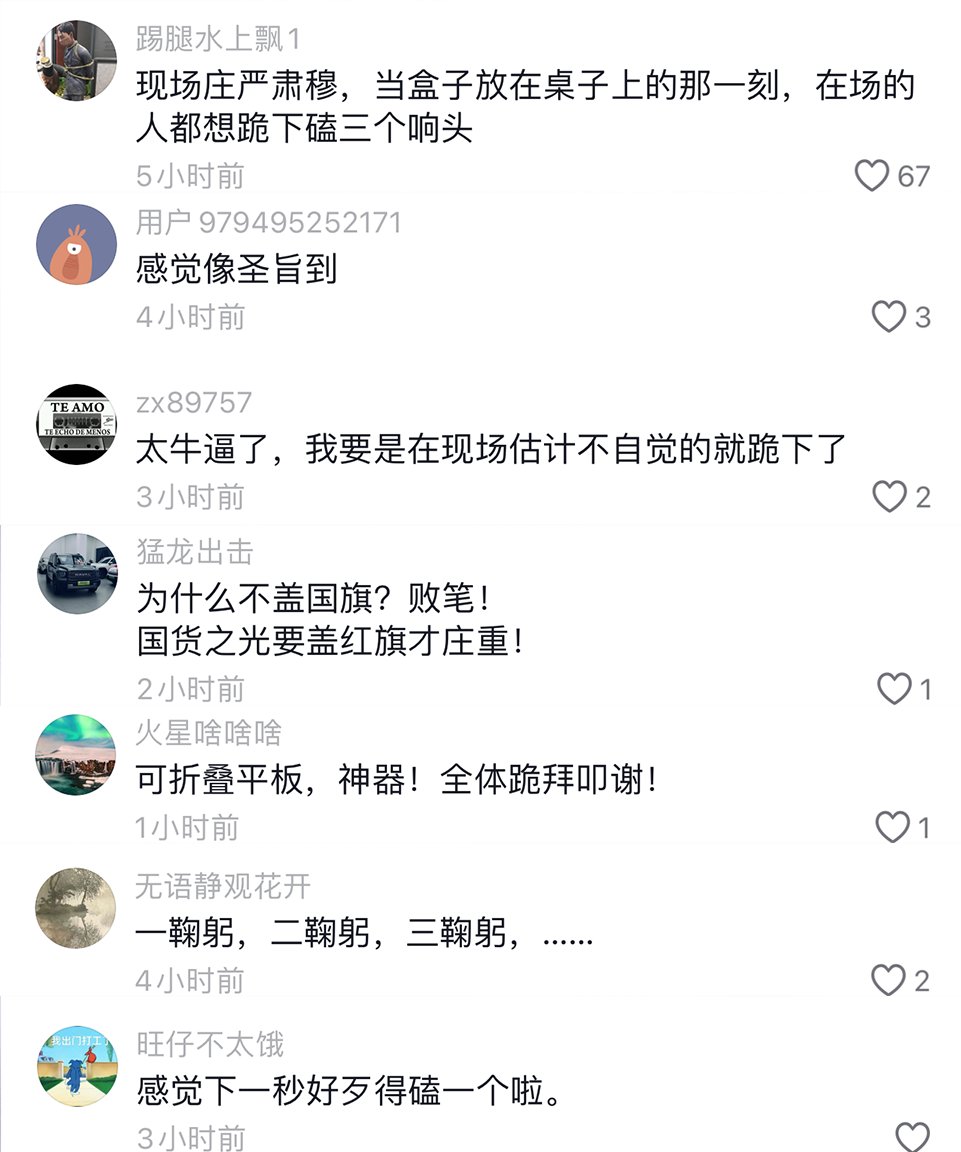 踢腿水上飘1
现场庄严肃穆，当盒子放在桌子上的那一刻，在场的
人都想跪下磕三个响头
5小时前
67
用户979495252171
感觉像圣旨到
4小时前
3
TE AMO
TE ECHO DE MENOS
zx89757
太牛逼了，我要是在现场估计不自觉的就跪下了
3小时前
2
猛龙出击
为什么不盖国旗？败笔！
国货之光要盖红旗才庄重！
2小时前
1
火星啥啥啥
可折叠平板，神器！全体跪拜叩谢！
1小时前
1
无语静观花开
一鞠躬，二鞠躬，三鞠躬，……
4小时前
2
我出门打工了
旺仔不太饿
感觉下一秒好歹得磕一个啦。
3小时前